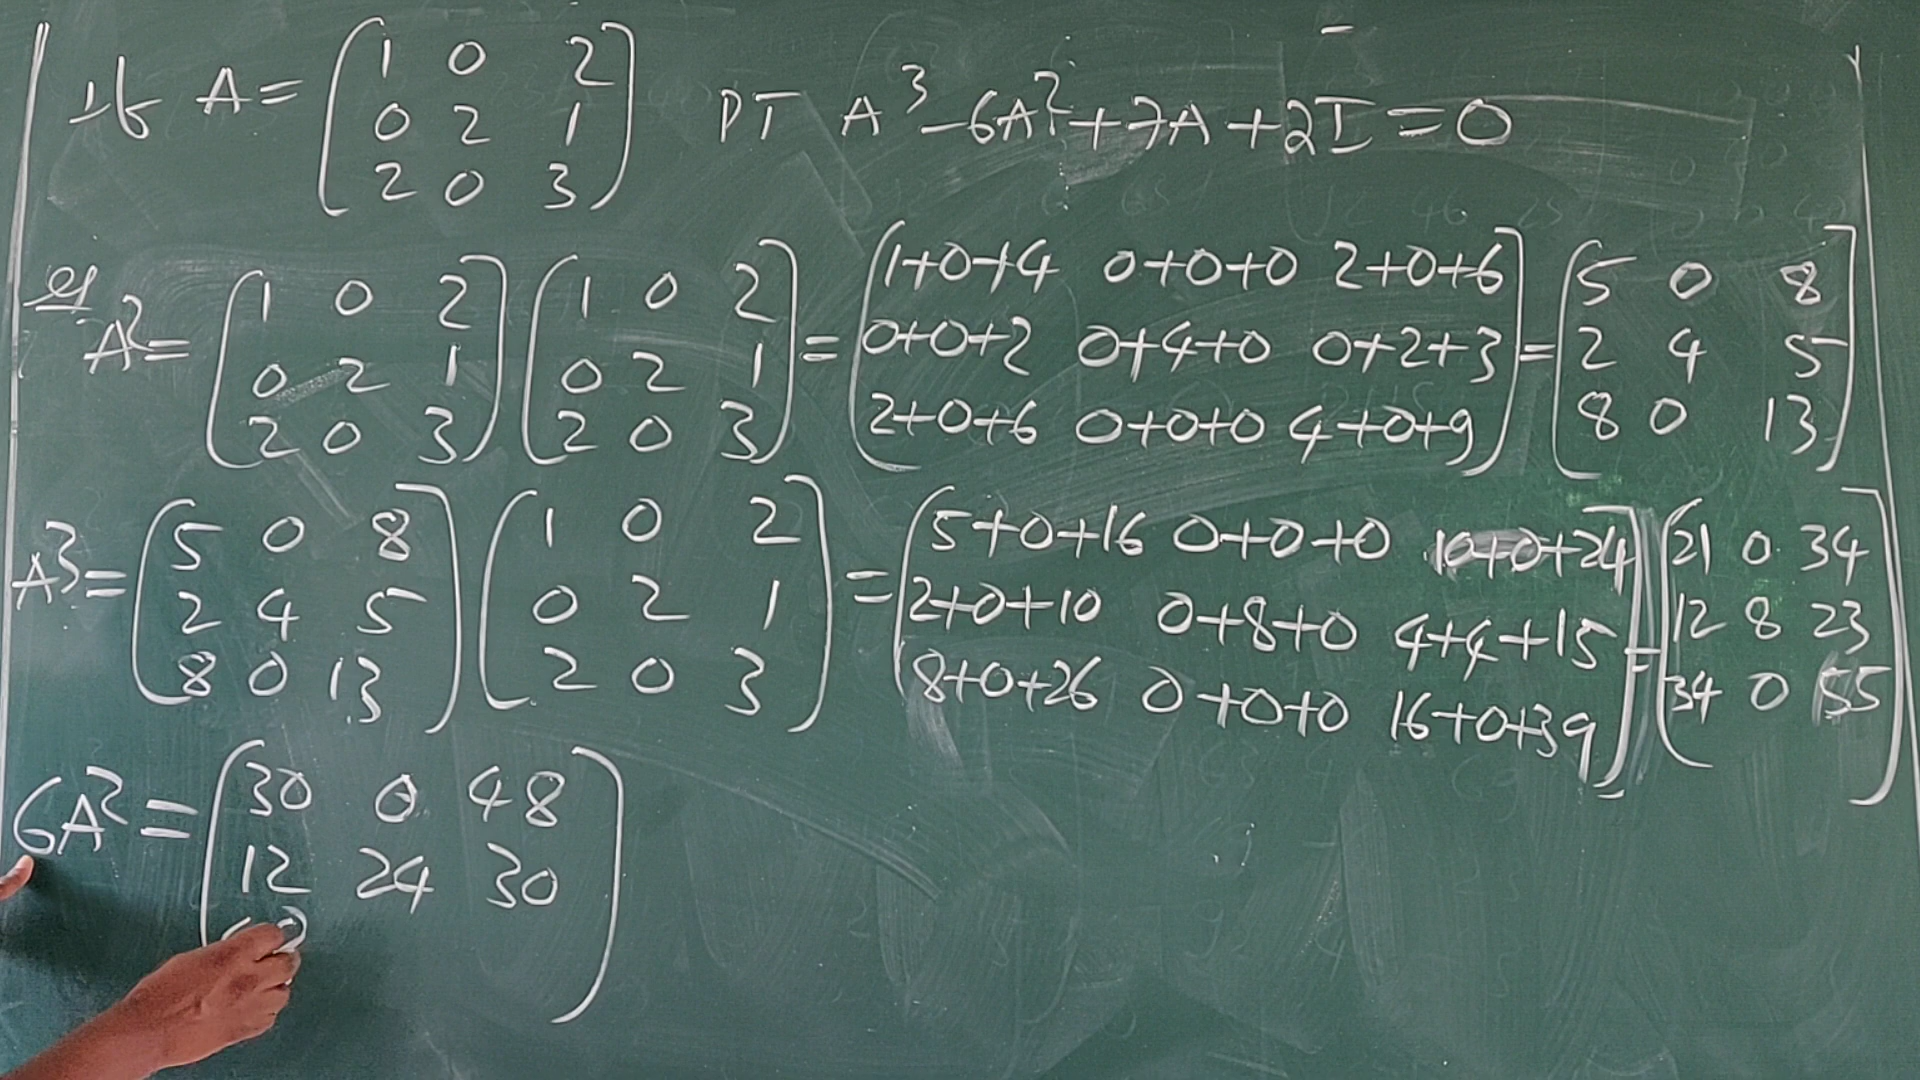 If A = (1 0 2 PT A³ - 6A² + 7A + 2I = 0
0 2 1
2 0 3)
A² = (1 0 2 (1 0 2 = (1+0+4 0+0+0 2+0+6 = (5 0 8
0 2 1 0 2 1 0+0+2 0+4+0 0+2+3 2 4 5
2 0 3) 2 0 3) 2+0+6 0+0+0 4+0+9) 8 0 13)
A³ = (5 0 8 (1 0 2 = (5+0+16 0+0+0 10+0+24 = (21 0 34
2 4 5 0 2 1 2+0+10 0+8+0 4+4+15 12 8 23
8 0 13) 2 0 3) 8+0+26 0+0+0 16+0+39) 34 0 55)
6A² = (30 0 48
12 24 30)